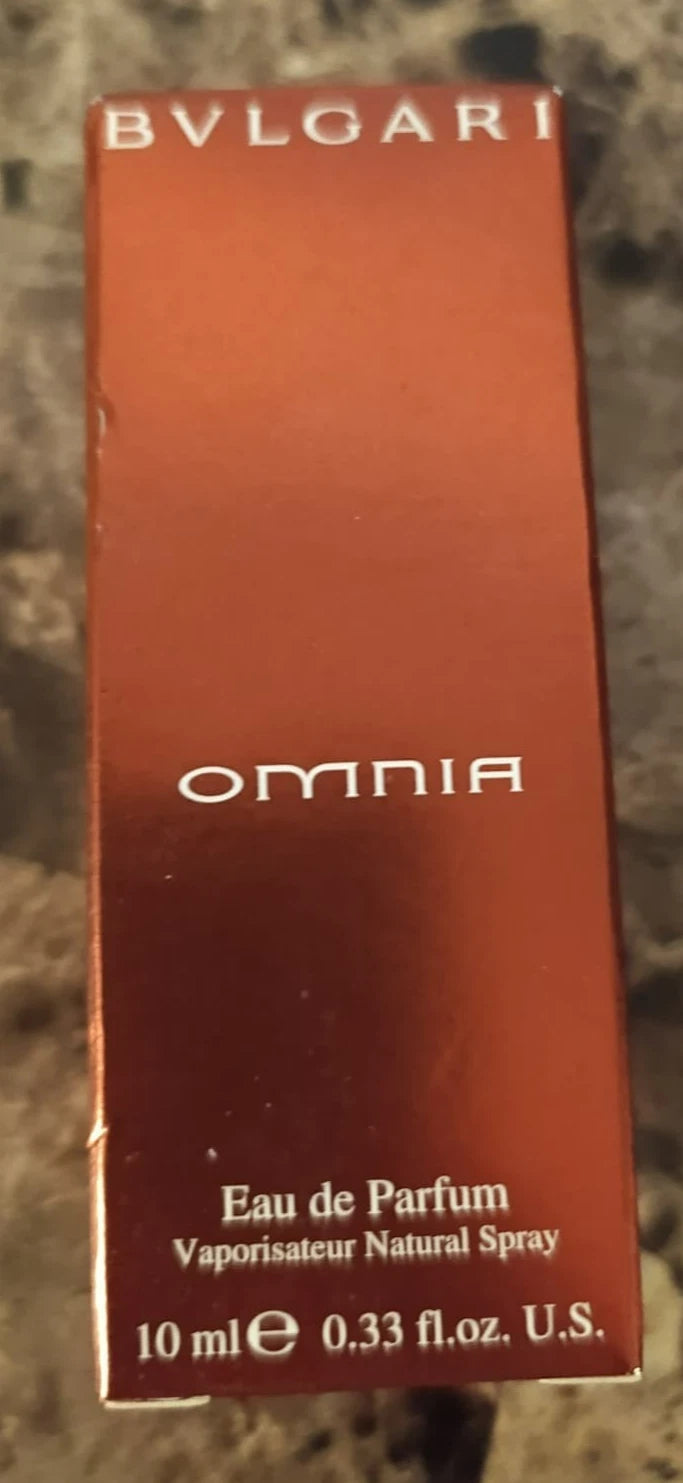 BVLGARI
OMNIA
Eau de Parfum
Vaporisateur Natural Spray
10 ml ℮ 0.33 fl.oz. U.S.